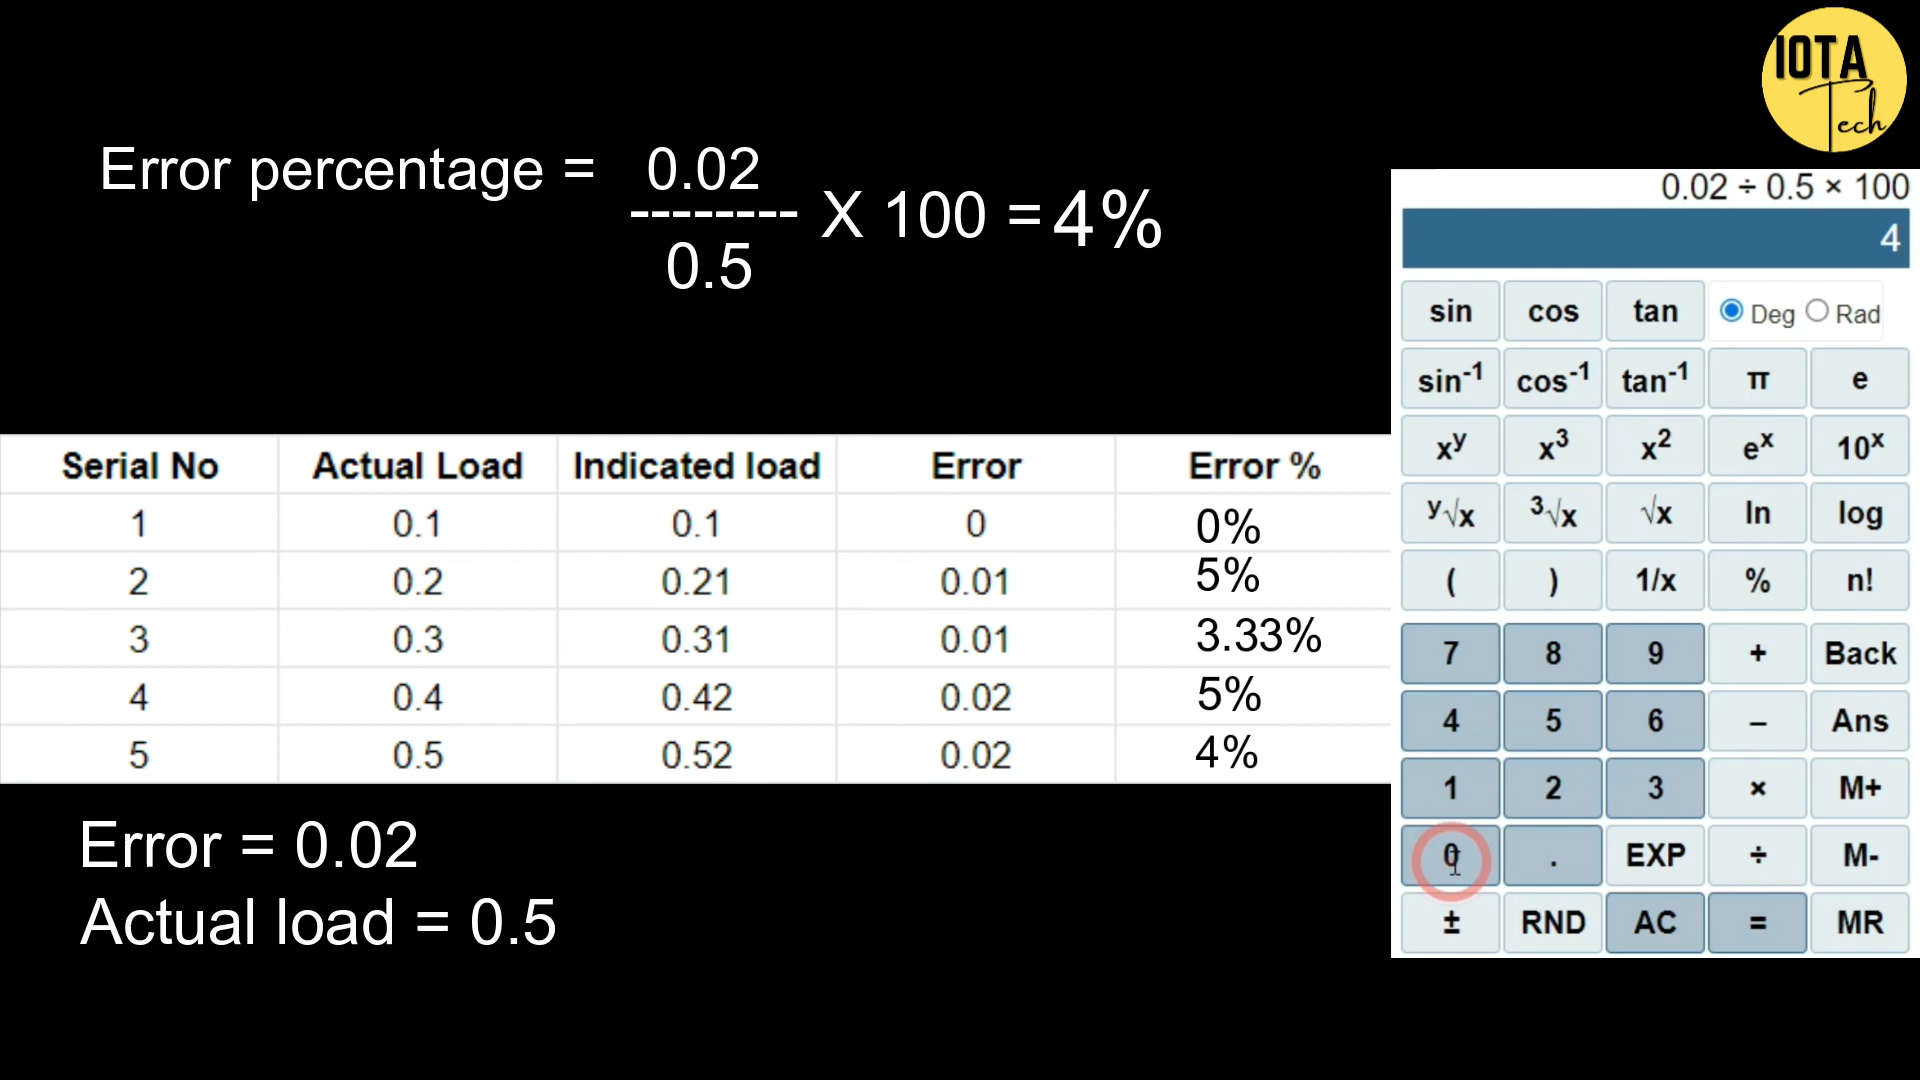 IOTA
Tech
Error percentage = 0.02
--------
0.5
X 100 = 4%
Serial No Actual Load Indicated load Error Error %
1 0.1 0.1 0 0%
2 0.2 0.21 0.01 5%
3 0.3 0.31 0.01 3.33%
4 0.4 0.42 0.02 5%
5 0.5 0.52 0.02 4%
Error = 0.02
Actual load = 0.5
0.02 ÷ 0.5 × 100
4
sin cos tan Deg Rad
sin⁻¹ cos⁻¹ tan⁻¹ π e
xʸ x³ x² eˣ 10ˣ
ʸ√x ³√x √x ln log
( ) 1/x % n!
7 8 9 + Back
4 5 6 – Ans
1 2 3 × M+
0 . EXP ÷ M-
± RND AC = MR